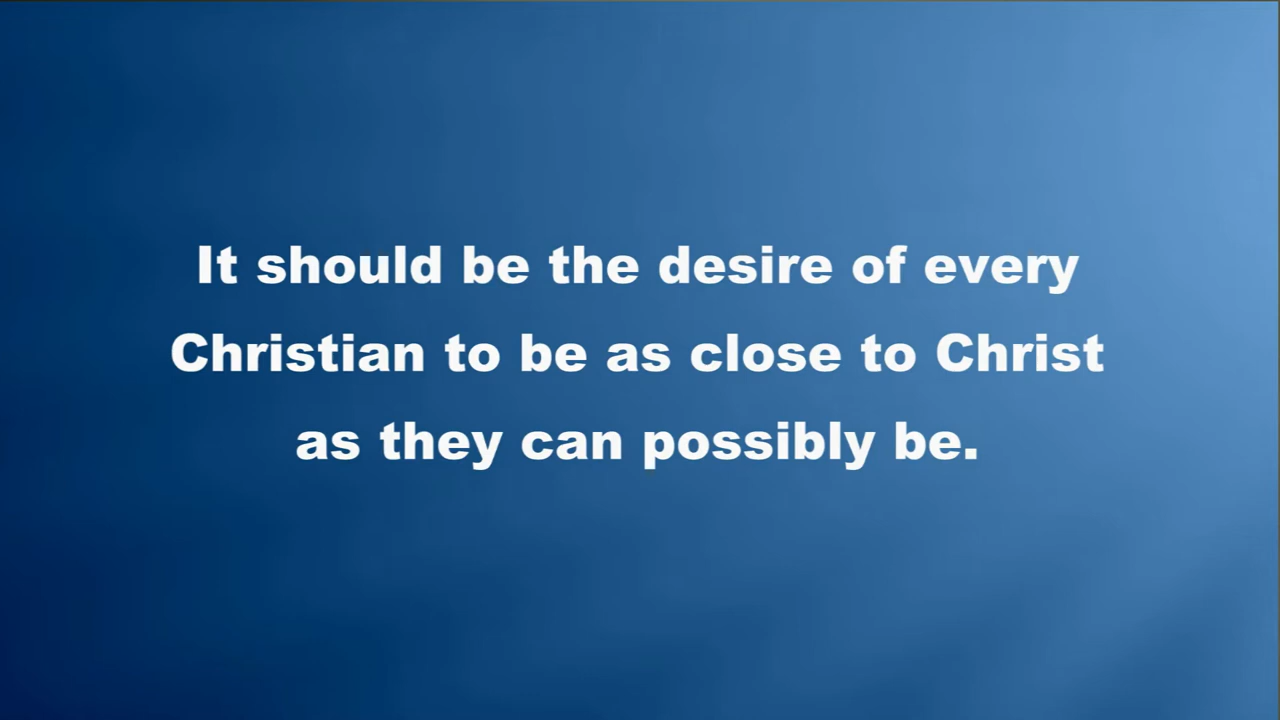 It should be the desire of every
Christian to be as close to Christ
as they can possibly be.